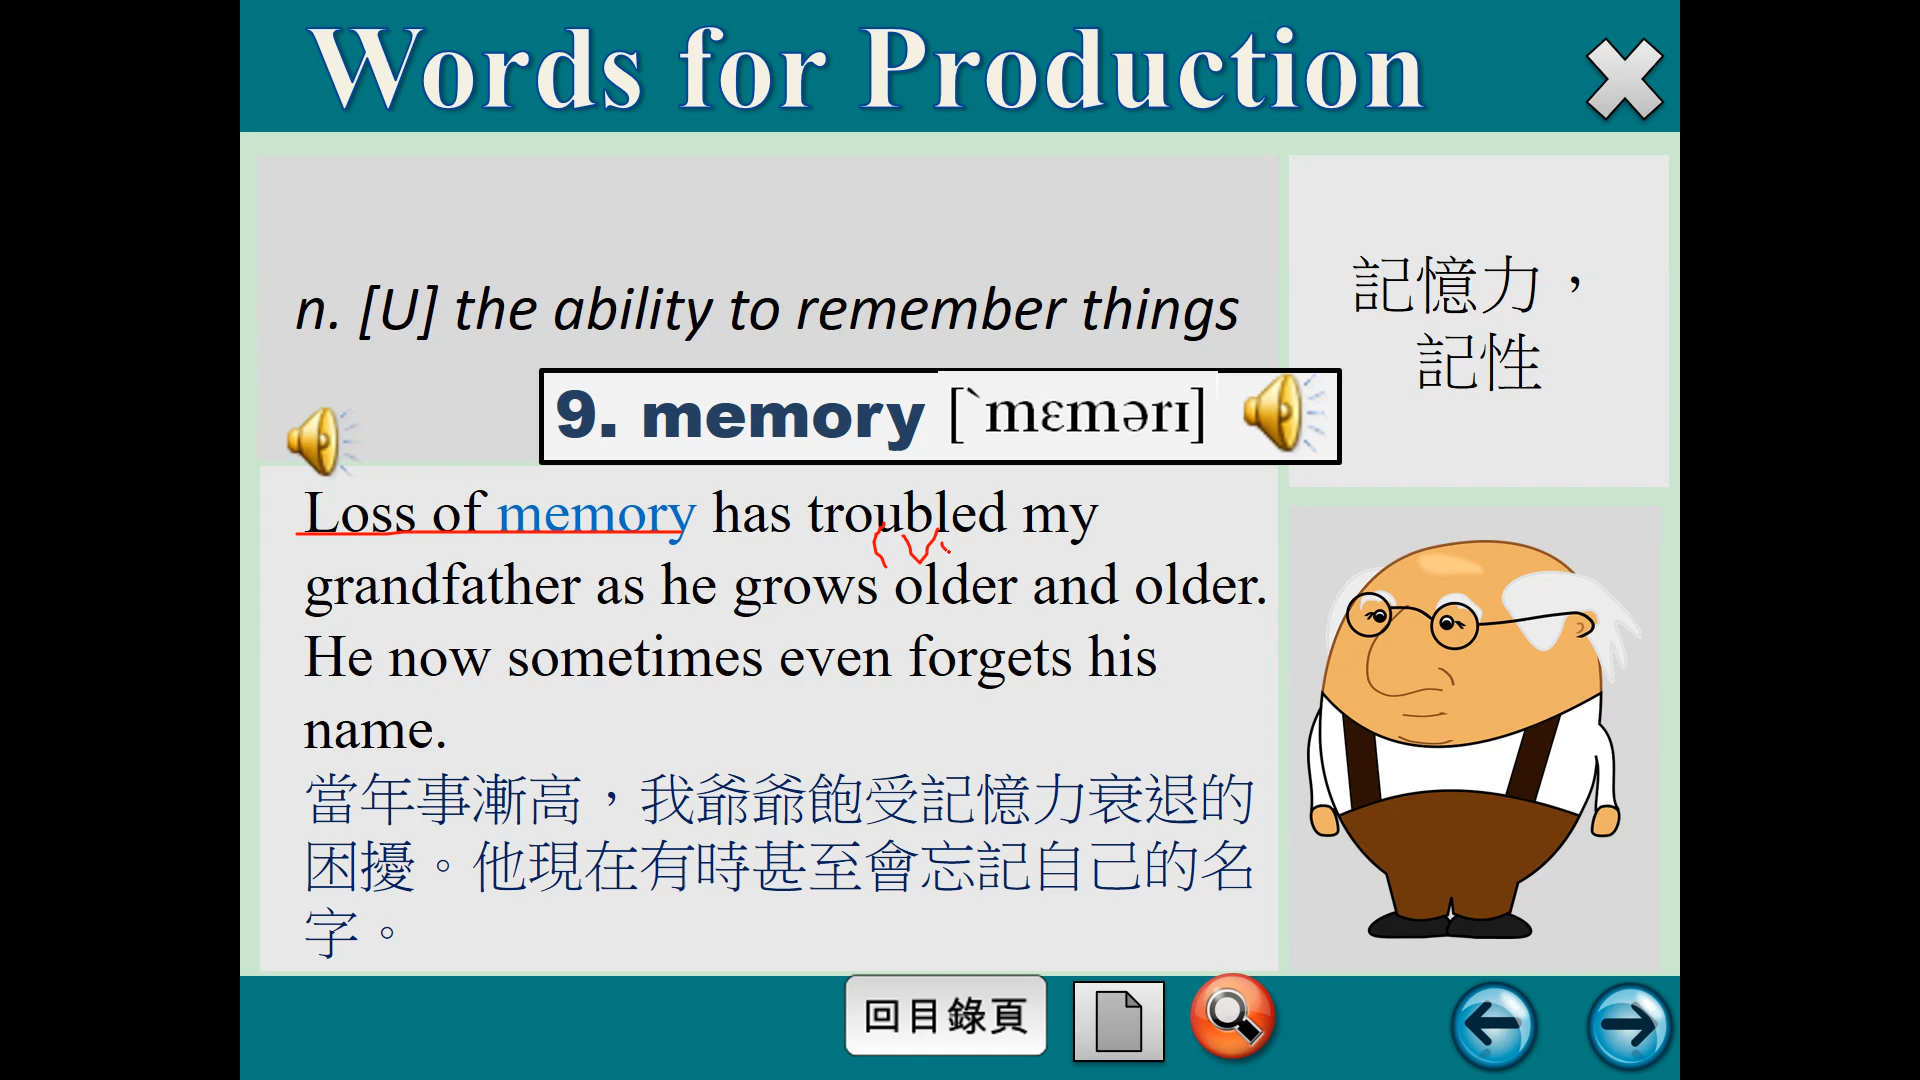 Words for Production
n. [U] the ability to remember things
記憶力，
記性
9. memory [ˋmɛmərɪ]
Loss of memory has troubled my
grandfather as he grows older and older.
He now sometimes even forgets his
name.
當年事漸高，我爺爺飽受記憶力衰退的
困擾。他現在有時甚至會忘記自己的名
字。
回目錄頁